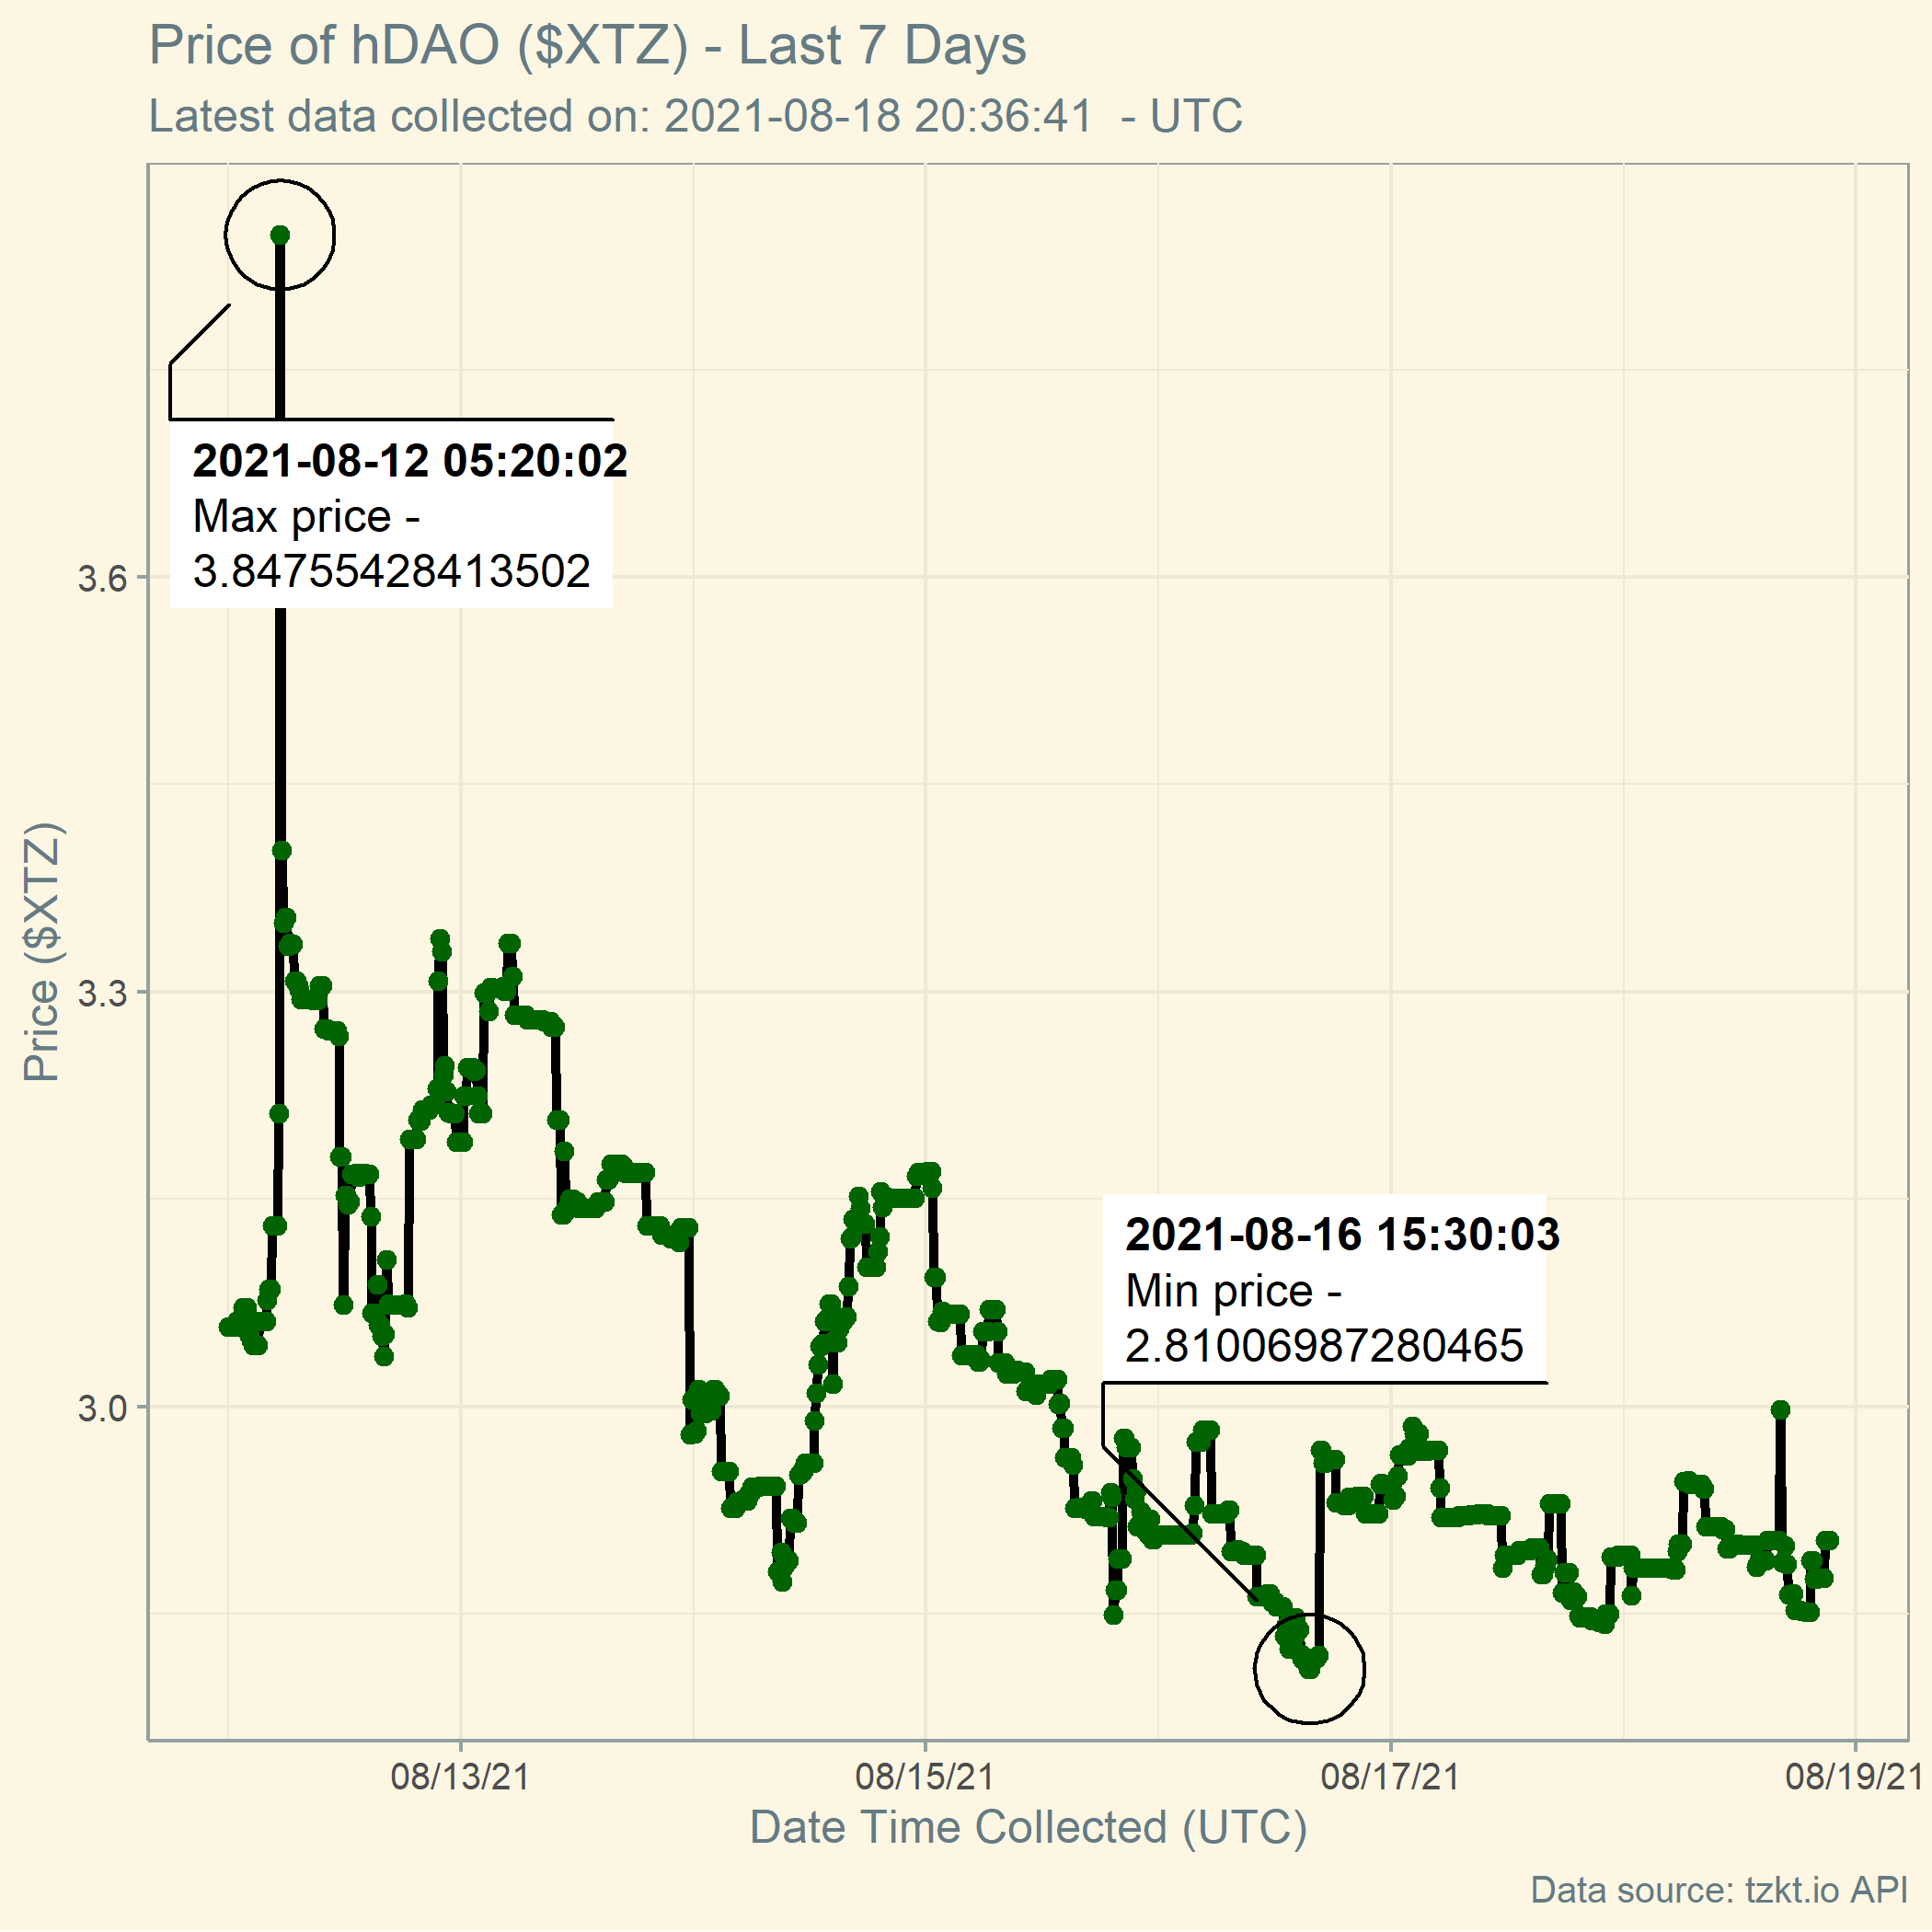 Price of hDAO ($XTZ) - Last 7 Days
Latest data collected on: 2021-08-18 20:36:41  - UTC
2021-08-12 05:20:02
Max price -
3.84755428413502
3.6
3.3
3.0
Price ($XTZ)
2021-08-16 15:30:03
Min price -
2.81006987280465
08/13/21
08/15/21
08/17/21
08/19/21
Date Time Collected (UTC)
Data source: tzkt.io API